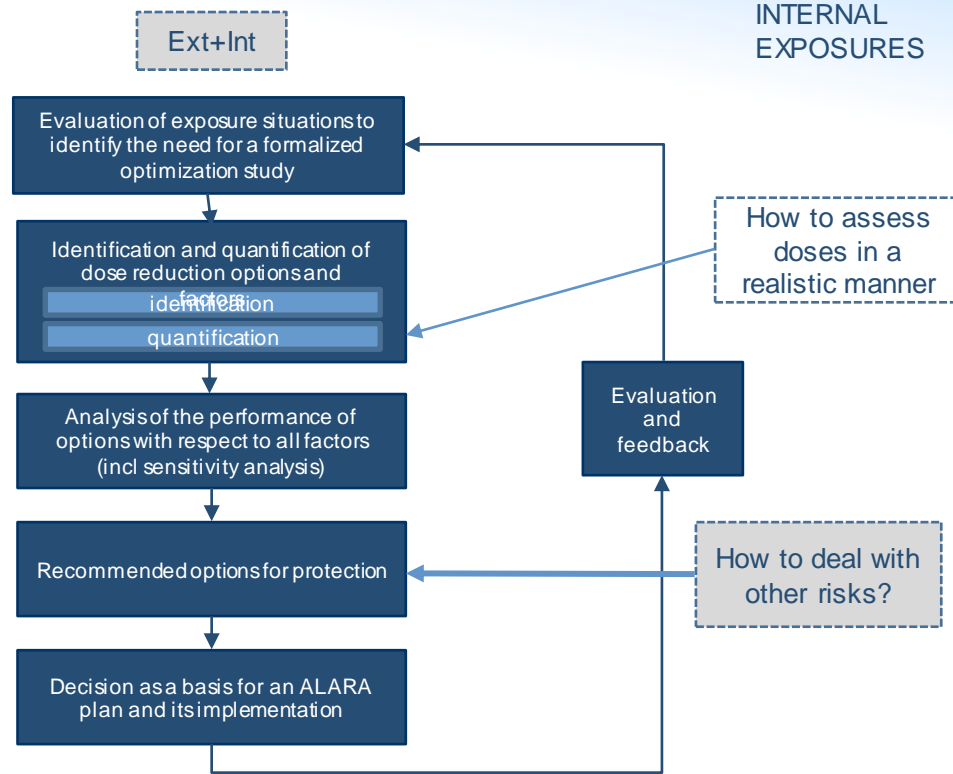 INTERNAL
EXPOSURES
Ext+Int
Evaluation of exposure situations to
identify the need for a formalized
optimization study
Identification and quantification of
dose reduction options and
factors
identification
quantification
How to assess
doses in a
realistic manner
Analysis of the performance of
options with respect to all factors
(incl sensitivity analysis)
Evaluation
and
feedback
Recommended options for protection
How to deal with
other risks?
Decision as a basis for an ALARA
plan and its implementation